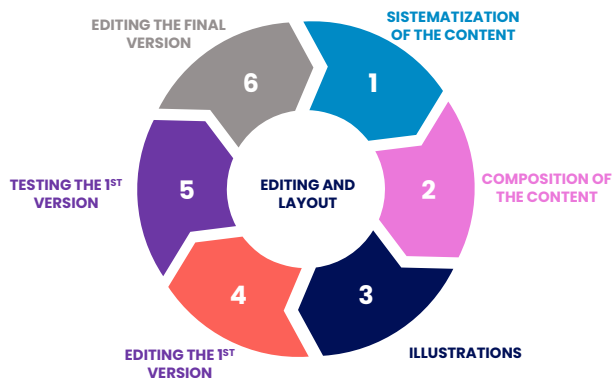 SISTEMATIZATION
OF THE CONTENT
1
COMPOSITION OF
THE CONTENT
2
ILLUSTRATIONS
3
EDITING THE 1ST
VERSION
4
TESTING THE 1ST
VERSION
5
EDITING THE FINAL
VERSION
6
EDITING AND
LAYOUT